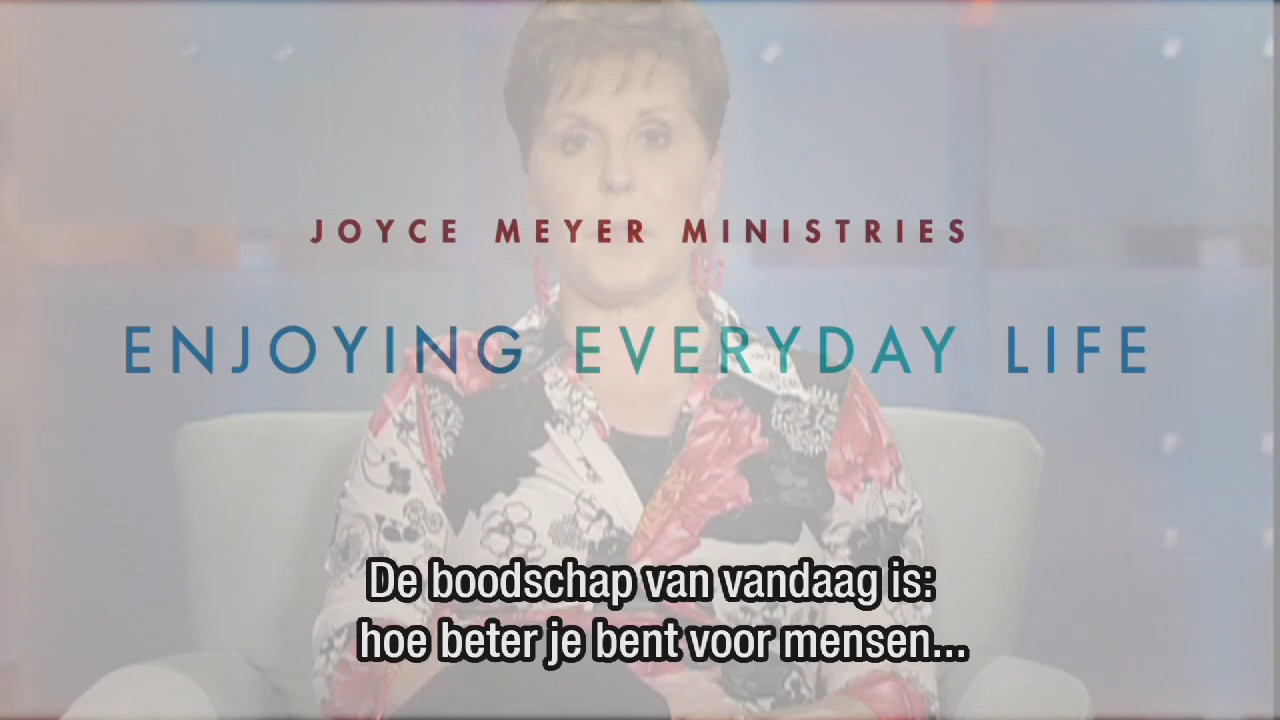 JOYCE MEYER MINISTRIES
ENJOYING EVERYDAY LIFE
De boodschap van vandaag is:
hoe beter je bent voor mensen...